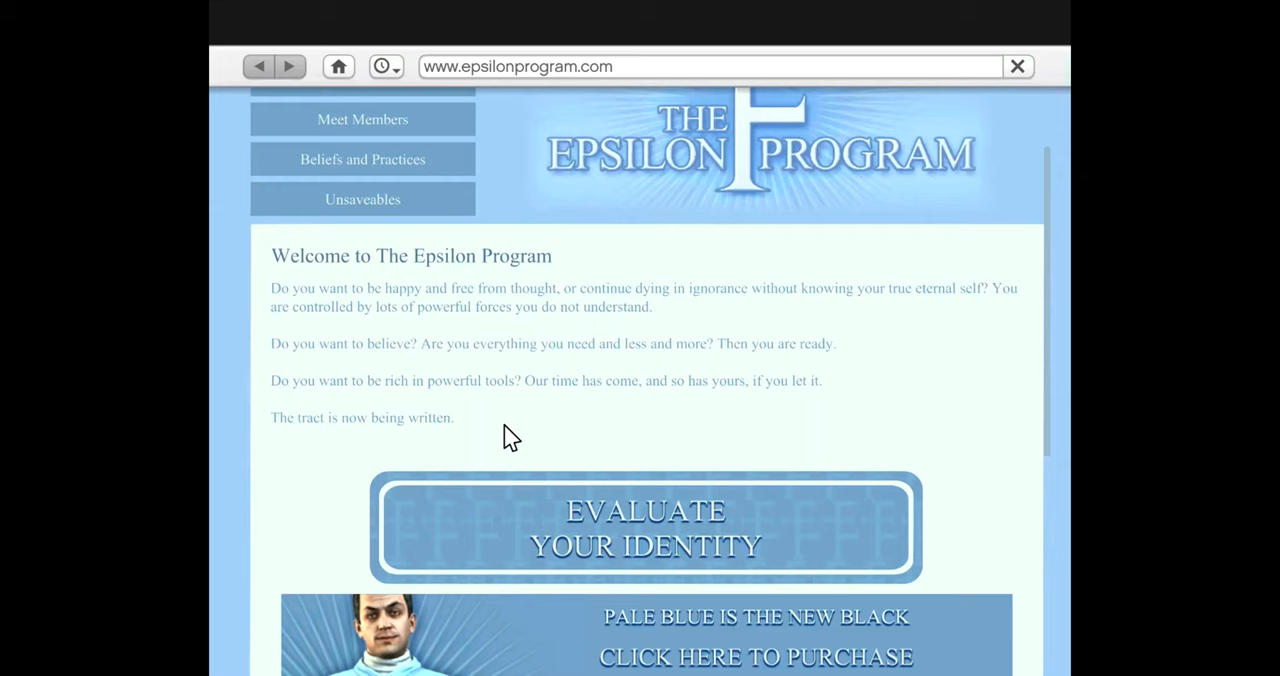 www.epsilonprogram.com
Meet Members
Beliefs and Practices
Unsaveables
THE
EPSILON PROGRAM
Welcome to The Epsilon Program
Do you want to be happy and free from thought, or continue dying in ignorance without knowing your true eternal self? You
are controlled by lots of powerful forces you do not understand.
Do you want to believe? Are you everything you need and less and more? Then you are ready.
Do you want to be rich in powerful tools? Our time has come, and so has yours, if you let it.
The tract is now being written.
EVALUATE
YOUR IDENTITY
PALE BLUE IS THE NEW BLACK
CLICK HERE TO PURCHASE